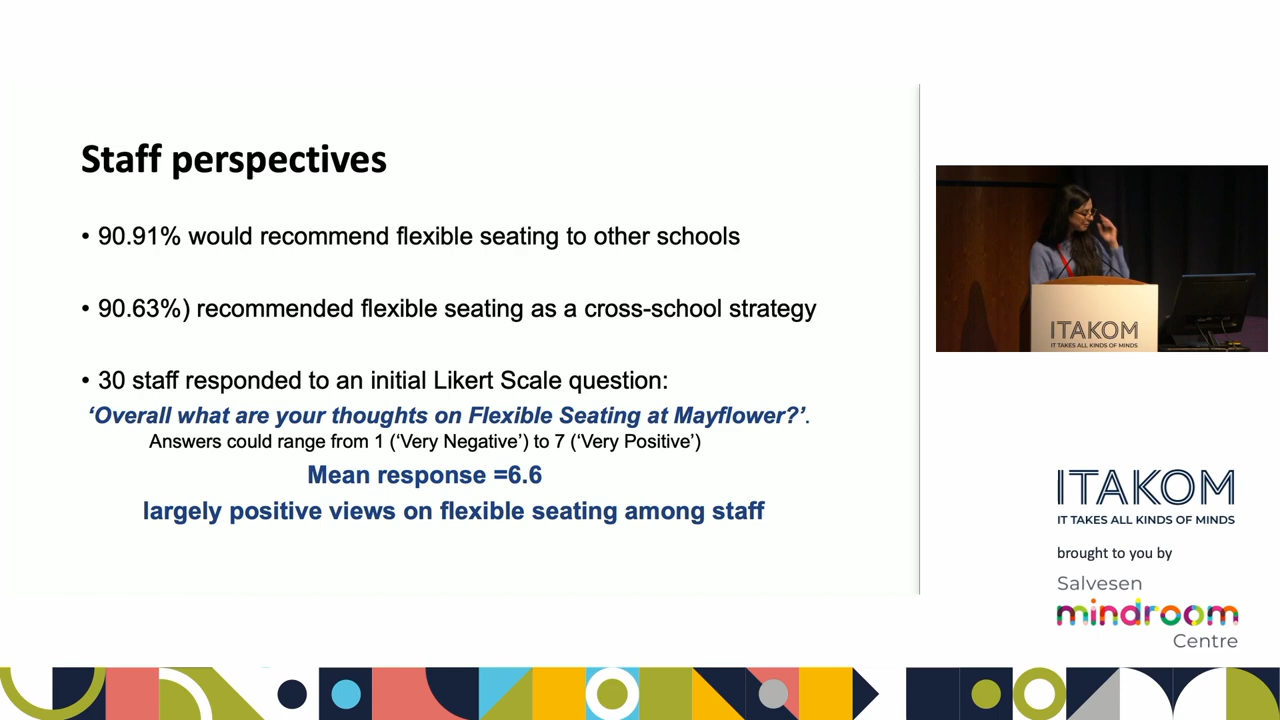 Staff perspectives
• 90.91% would recommend flexible seating to other schools
• 90.63%) recommended flexible seating as a cross-school strategy
• 30 staff responded to an initial Likert Scale question:
‘Overall what are your thoughts on Flexible Seating at Mayflower?’.
Answers could range from 1 (‘Very Negative’) to 7 (‘Very Positive’)
Mean response =6.6
largely positive views on flexible seating among staff
ITAKOM
IT TAKES ALL KINDS OF MINDS
ITAKOM
IT TAKES ALL KINDS OF MINDS
brought to you by
Salvesen
mindroom
Centre